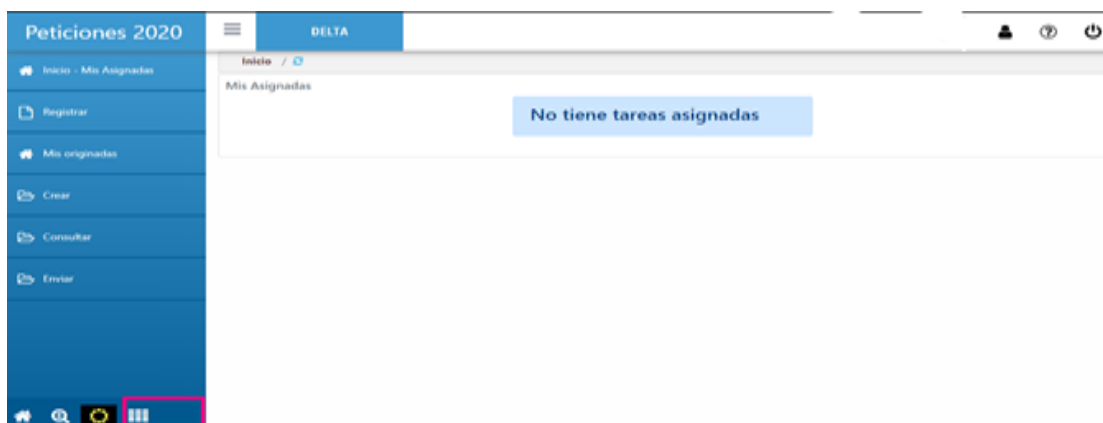 Peticiones 2020
DELTA
Inicio /
Inicio - Mis Asignadas
Mis Asignadas
No tiene tareas asignadas
Registrar
Mis originadas
Crear
Consultar
Enviar